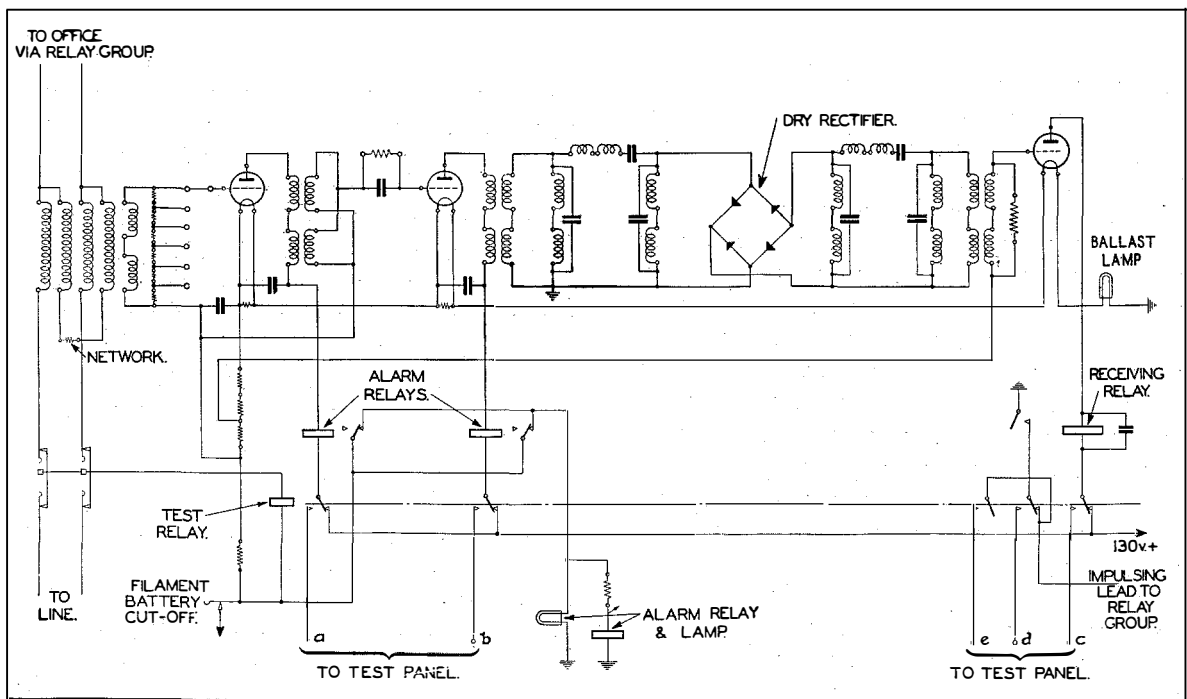 TO OFFICE
VIA RELAY GROUP.
DRY RECTIFIER.
BALLAST
LAMP
NETWORK.
ALARM
RELAYS.
RECEIVING
RELAY.
TEST
RELAY.
130v.+
TO
LINE.
FILAMENT
BATTERY
CUT-OFF.
IMPULSING
LEAD TO
RELAY
GROUP.
ALARM RELAY
& LAMP
a
b
e
d
c
TO TEST PANEL.
TO TEST PANEL.